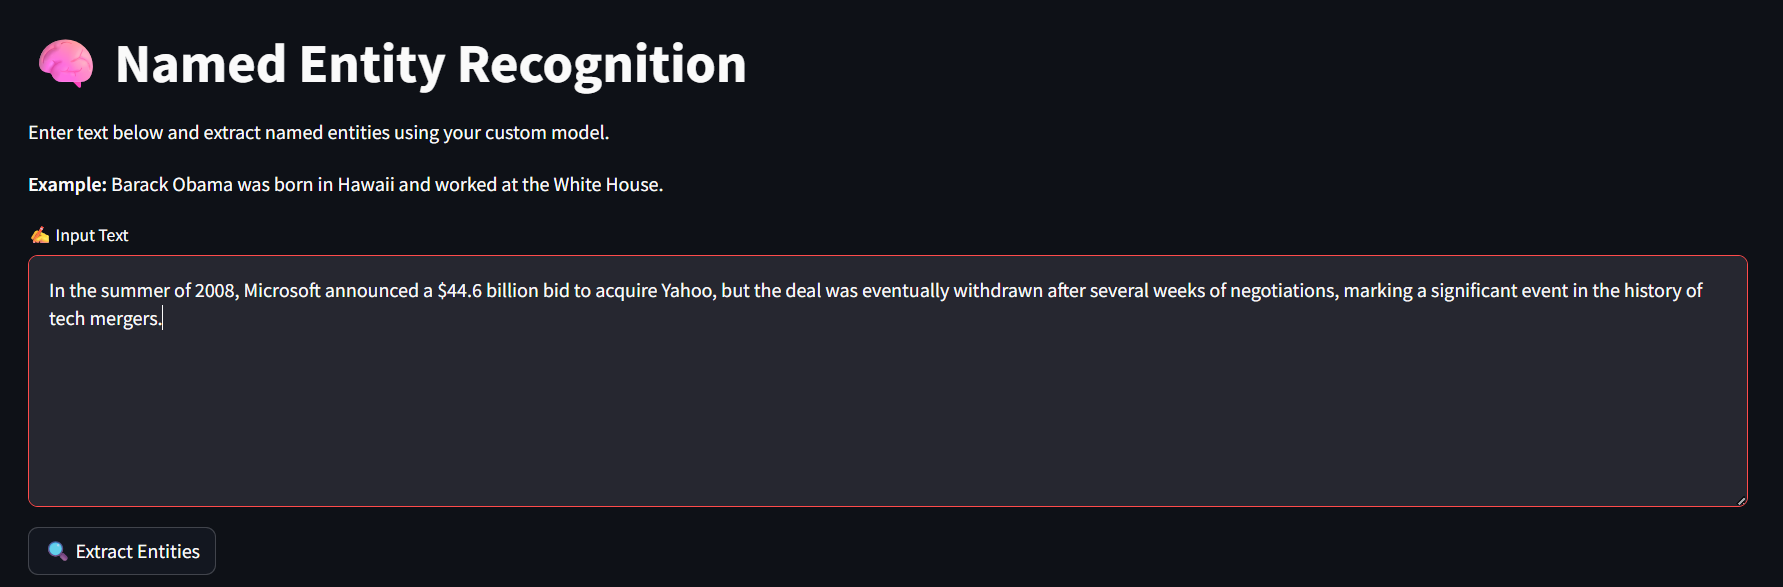 Named Entity Recognition
Enter text below and extract named entities using your custom model.
Example: Barack Obama was born in Hawaii and worked at the White House.
Input Text
In the summer of 2008, Microsoft announced a $44.6 billion bid to acquire Yahoo, but the deal was eventually withdrawn after several weeks of negotiations, marking a significant event in the history of
tech mergers.
Extract Entities